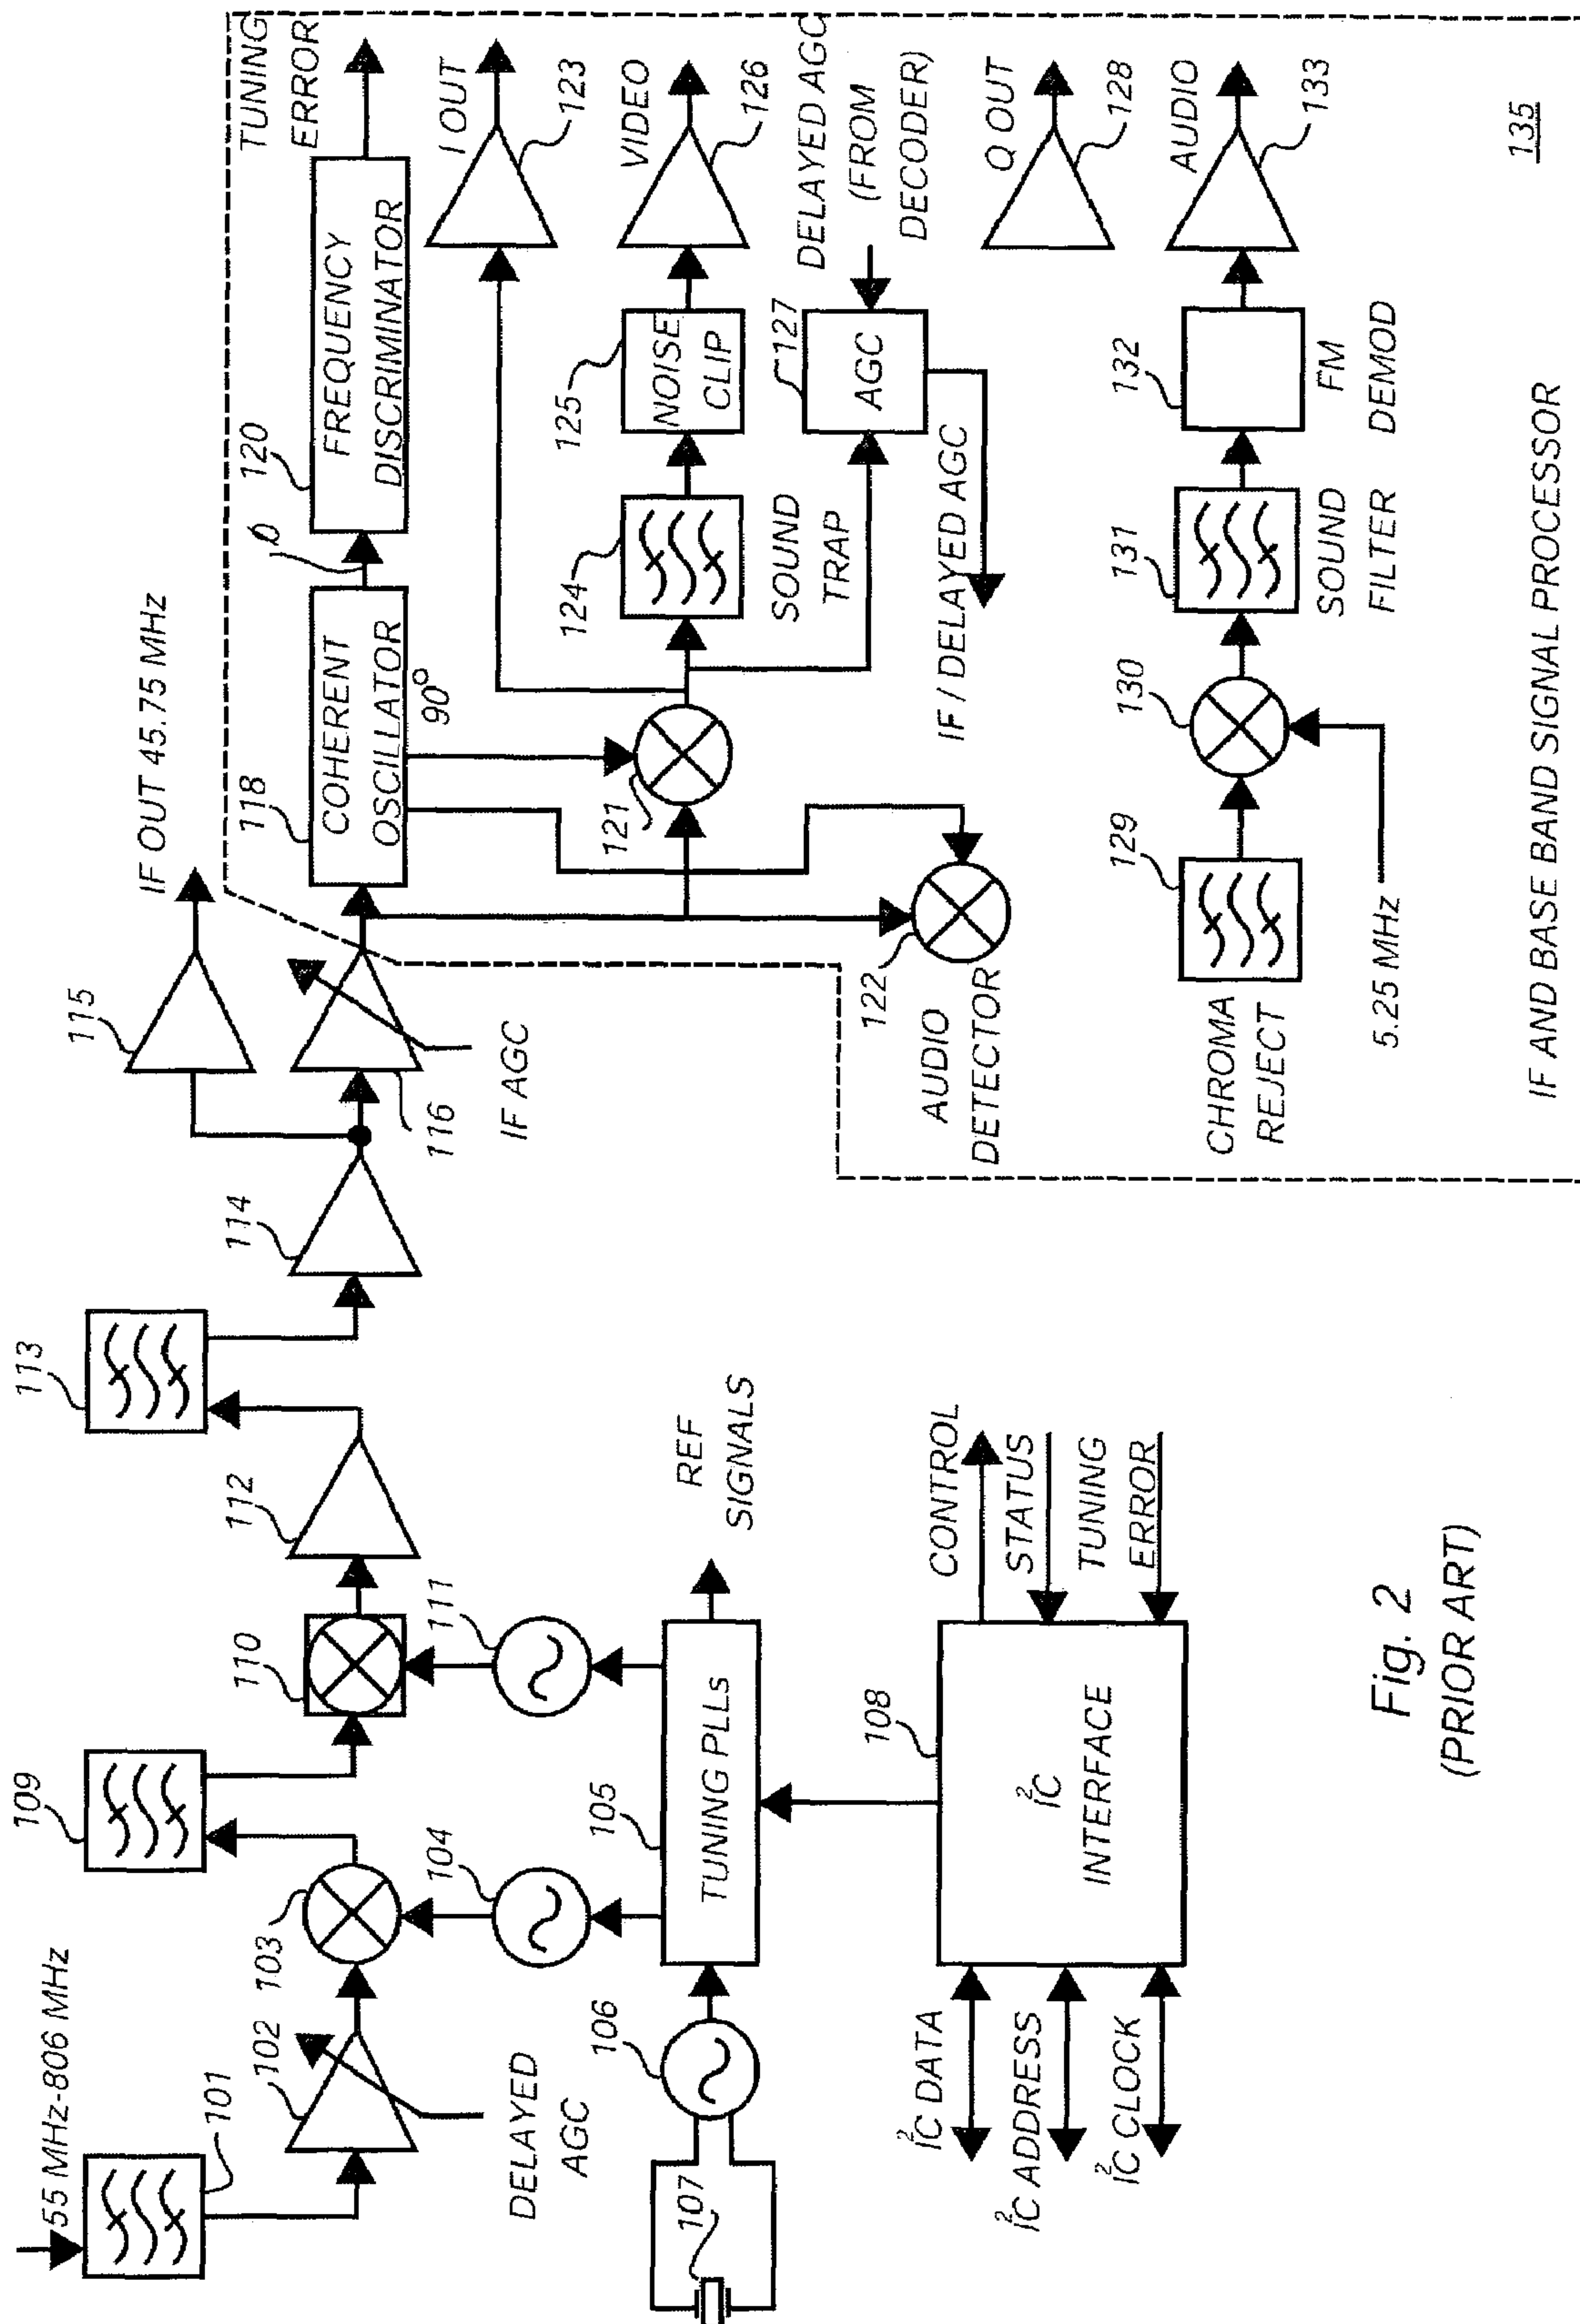 55 MHz-806 MHz
101
102
DELAYED
AGC
103
104
109
110
111
112
113
114
115
IF OUT 45.75 MHz
116
IF AGC
106
107
105
TUNING PLLs
REF
SIGNALS
108
I²C
INTERFACE
I²C DATA
I²C ADDRESS
I²C CLOCK
CONTROL
STATUS
TUNING
ERROR
118
COHERENT
OSCILLATOR
90°
Ø
120
FREQUENCY
DISCRIMINATOR
TUNING
ERROR
I OUT
123
121
124
SOUND
TRAP
125
NOISE
CLIP
VIDEO
126
127
AGC
DELAYED AGC
(FROM
DECODER)
IF / DELAYED AGC
122
AUDIO
DETECTOR
Q OUT
128
129
CHROMA
REJECT
130
5.25 MHz
131
SOUND
FILTER
132
FM
DEMOD
AUDIO
133
135
IF AND BASE BAND SIGNAL PROCESSOR
Fig. 2
(PRIOR ART)